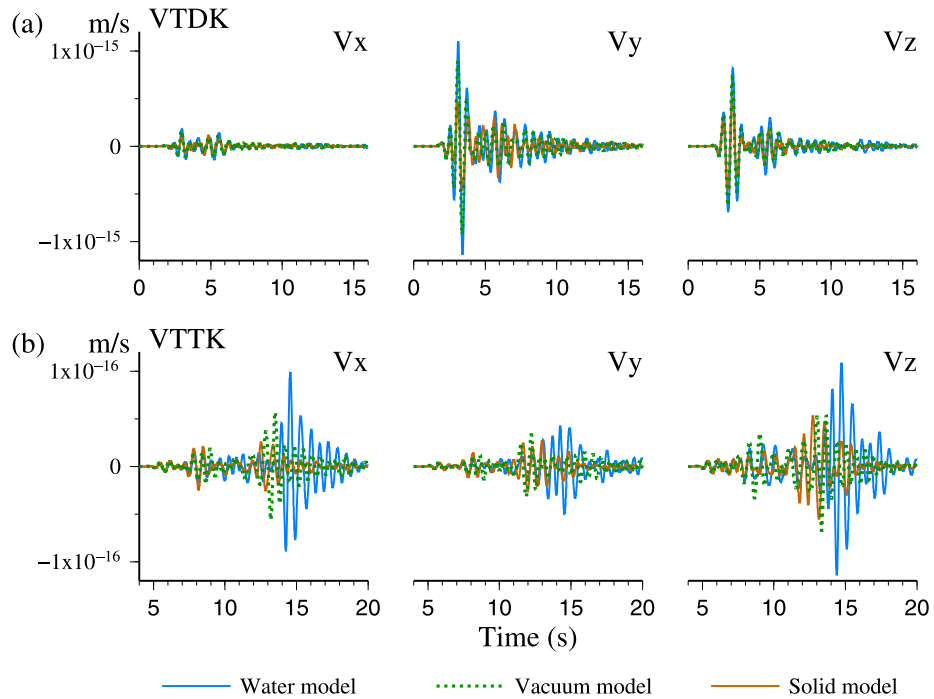 (a) VTDK
m/s
Vx Vy Vz
1x10⁻¹⁵
0
−1x10⁻¹⁵
0 5 10 15 0 5 10 15 0 5 10 15
(b) VTTK
m/s
Vx Vy Vz
1x10⁻¹⁶
0
−1x10⁻¹⁶
5 10 15 20 5 10 15 20 5 10 15 20
Time (s)
Water model Vacuum model Solid model